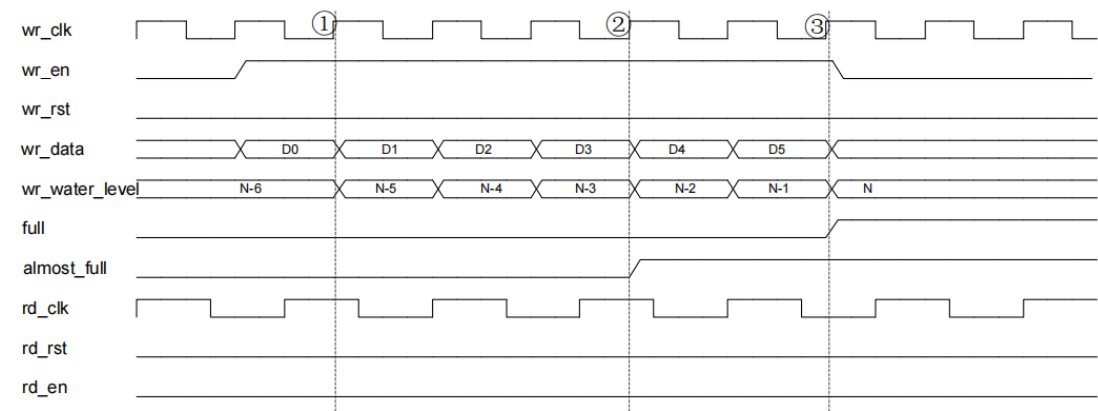 ① ② ③
wr_clk
wr_en
wr_rst
wr_data D0 D1 D2 D3 D4 D5
wr_water_level N-6 N-5 N-4 N-3 N-2 N-1 N
full
almost_full
rd_clk
rd_rst
rd_en